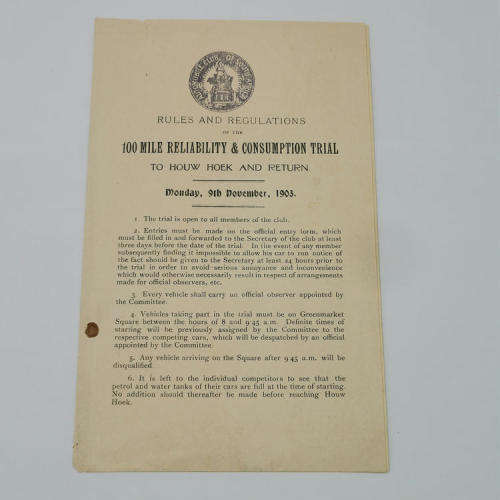 RULES AND REGULATIONS
OF THE
100 MILE RELIABILITY & CONSUMPTION TRIAL
TO HOUW HOEK AND RETURN
Monday, 9th November, 1903.
1. The trial is open to all members of the club.
2. Entries must be made on the official entry form, which
must be filled in and forwarded to the Secretary of the club at least
three days before the date of the trial. In the event of any member
subsequently finding it impossible to allow his car to run notice of
the fact should be given to the Secretary at least 24 hours prior to
the trial in order to avoid serious annoyance and inconvenience
which would otherwise necessarily result in respect of arrangements
made for official observers, etc.
3. Every vehicle shall carry an official observer appointed by
the Committee.
4. Vehicles taking part in the trial must be on Greenmarket
Square between the hours of 8 and 9.45 a.m. Definite times of
starting will be previously assigned by the Committee to the
respective competing cars, which will be despatched by an official
appointed by the Committee.
5. Any vehicle arriving on the Square after 9.45 a.m. will be
disqualified.
6. It is left to the individual competitors to see that the
petrol and water tanks of their cars are full at the time of starting.
No addition should thereafter be made before reaching Houw
Hoek.